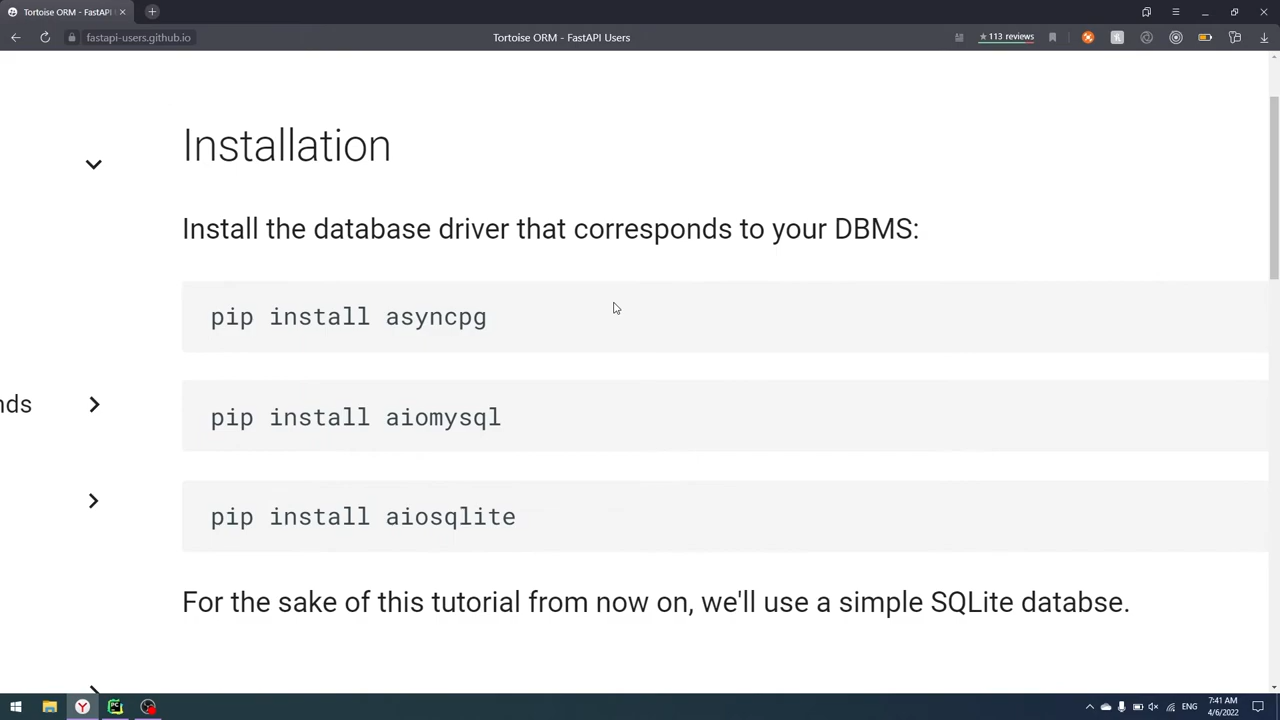 Tortoise ORM - FastAPI
fastapi-users.github.io
Tortoise ORM - FastAPI Users
★ 113 reviews
Installation
Install the database driver that corresponds to your DBMS:
pip install asyncpg
pip install aiomysql
nds
pip install aiosqlite
For the sake of this tutorial from now on, we'll use a simple SQLite databse.
ENG
7:41 AM
4/6/2022